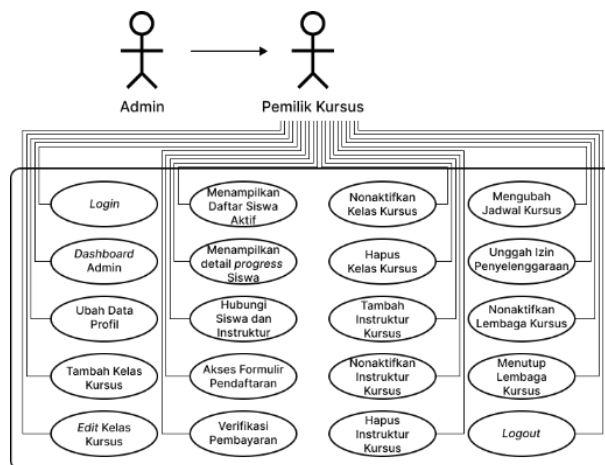 Admin
Pemilik Kursus
Login
Dashboard
Admin
Ubah Data
Profil
Tambah Kelas
Kursus
Edit Kelas
Kursus
Menampilkan
Daftar Siswa
Aktif
Menampilkan
detail progress
Siswa
Hubungi
Siswa dan
Instruktur
Akses Formulir
Pendaftaran
Verifikasi
Pembayaran
Nonaktifkan
Kelas Kursus
Hapus
Kelas Kursus
Tambah
Instruktur
Kursus
Nonaktifkan
Instruktur
Kursus
Hapus
Instruktur
Kursus
Mengubah
Jadwal Kursus
Unggah Izin
Penyelenggaraan
Nonaktifkan
Lembaga Kursus
Menutup
Lembaga
Kursus
Logout